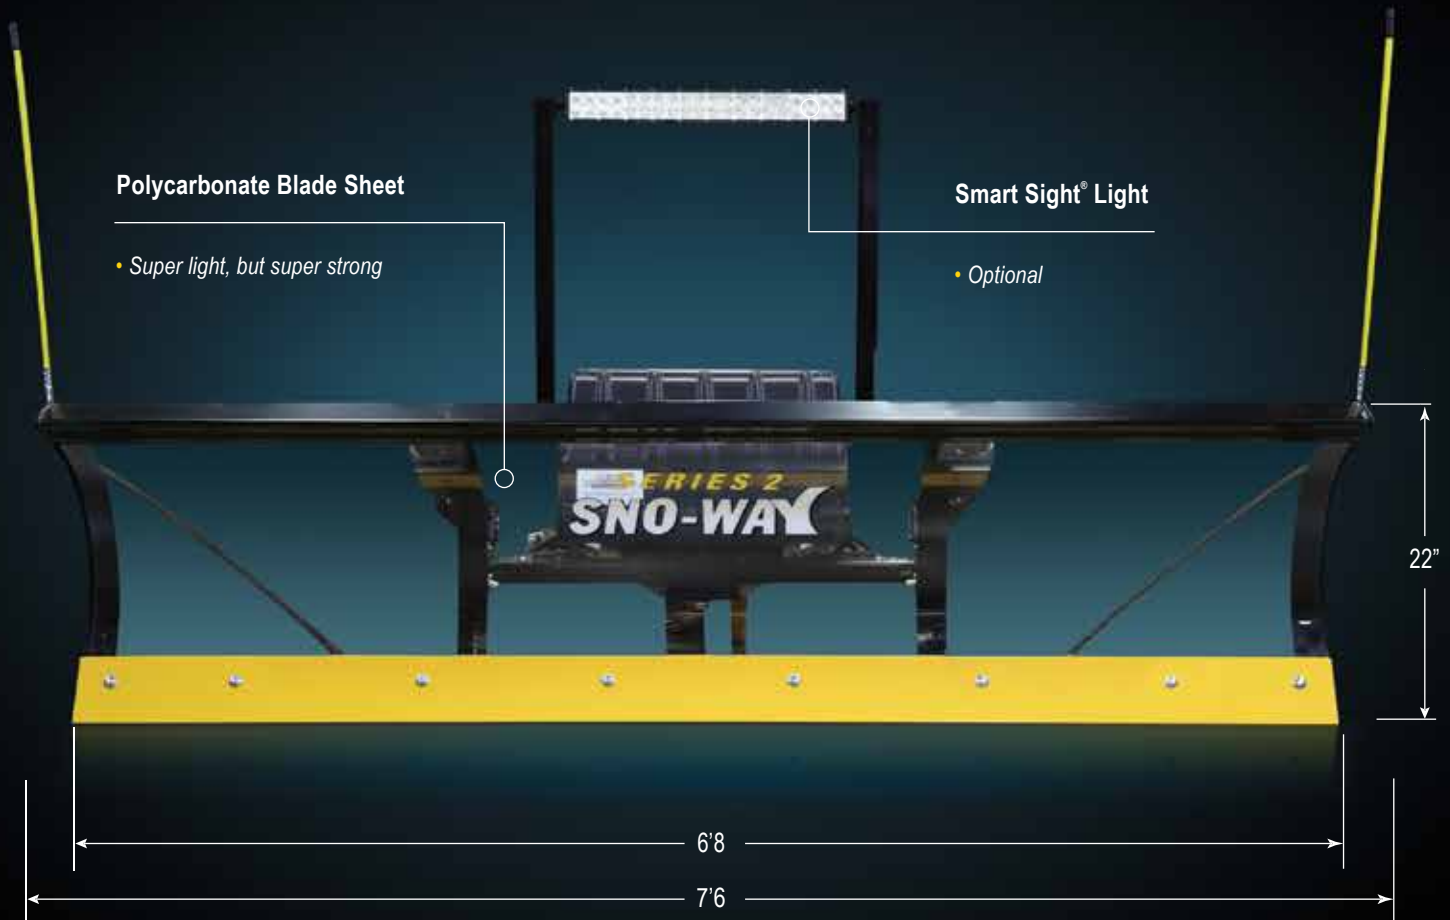 Polycarbonate Blade Sheet
• Super light, but super strong
Smart Sight® Light
• Optional
SERIES 2
SNO-WAY
22”
6’8
7’6